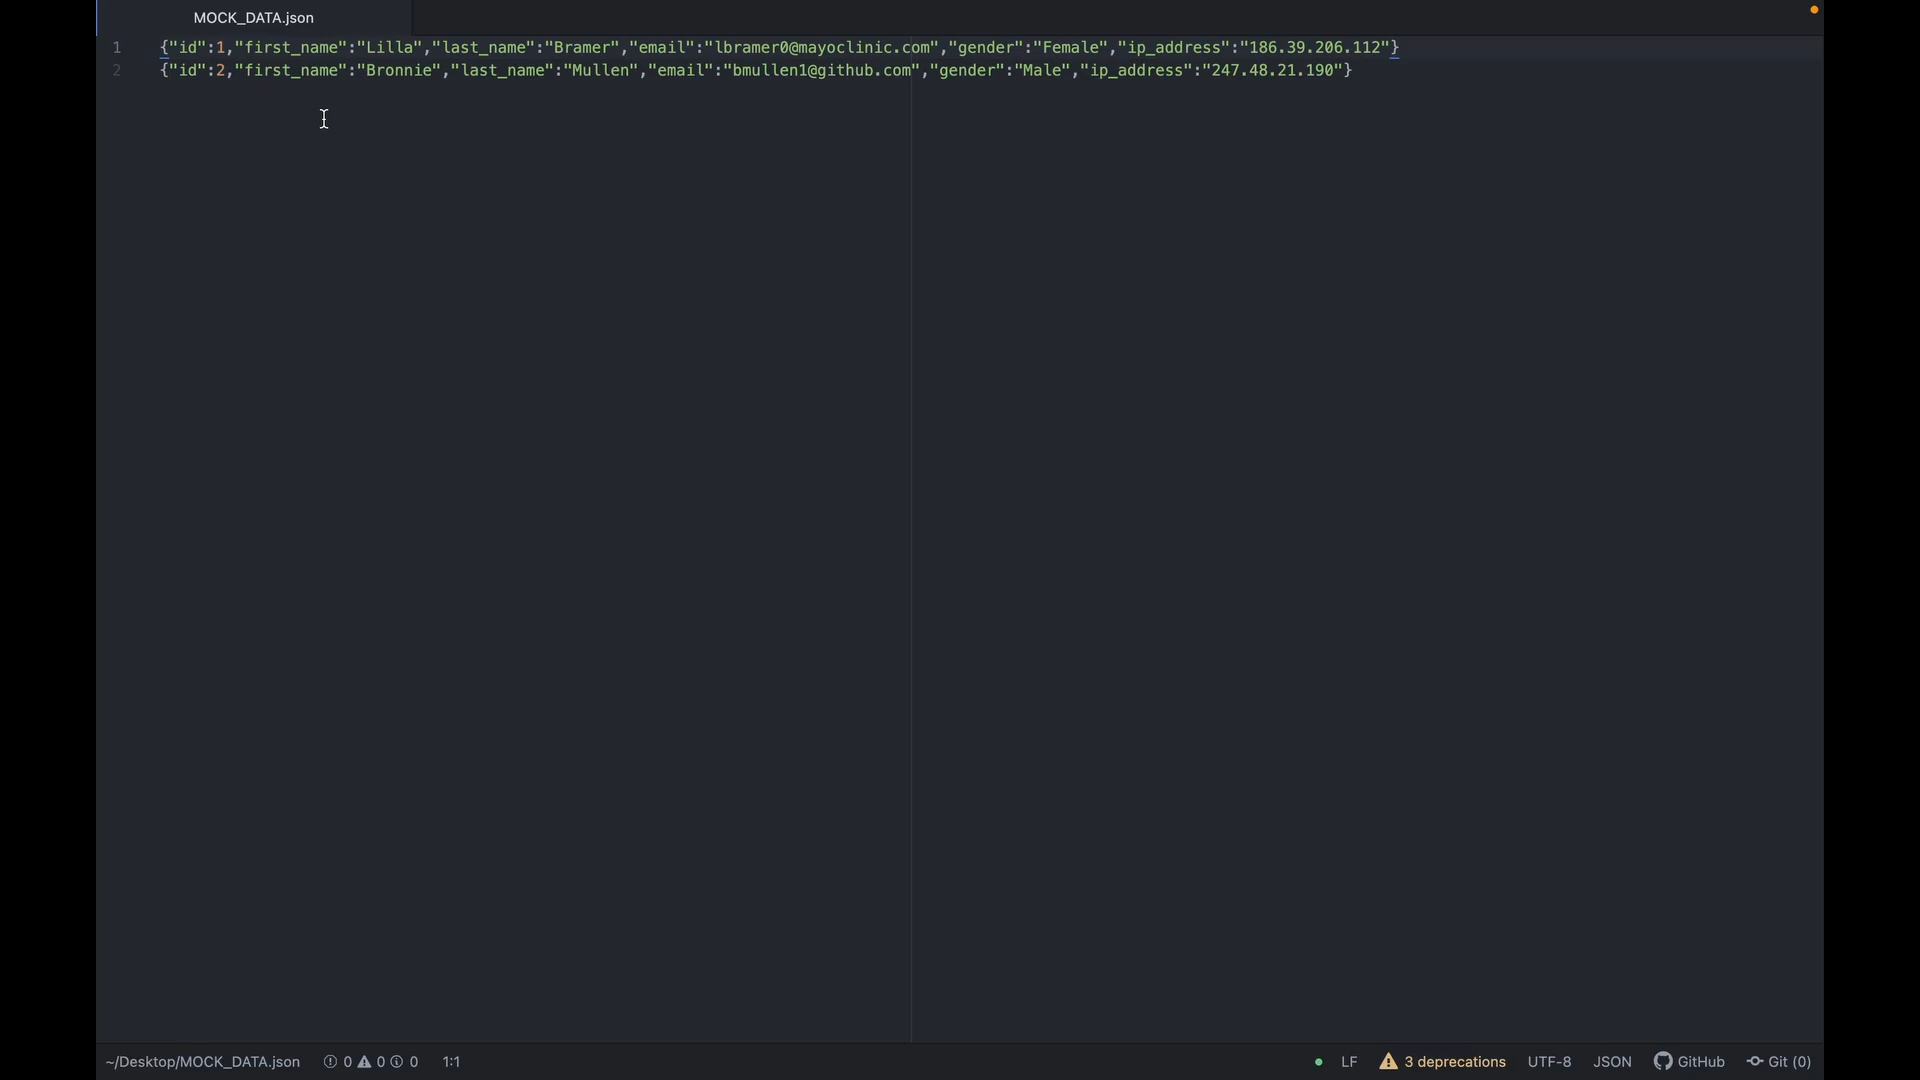 MOCK_DATA.json
1 {"id":1,"first_name":"Lilla","last_name":"Bramer","email":"lbramer0@mayoclinic.com","gender":"Female","ip_address":"186.39.206.112"}
2 {"id":2,"first_name":"Bronnie","last_name":"Mullen","email":"bmullen1@github.com","gender":"Male","ip_address":"247.48.21.190"}
~/Desktop/MOCK_DATA.json 0 0 0 1:1 LF 3 deprecations UTF-8 JSON GitHub Git (0)